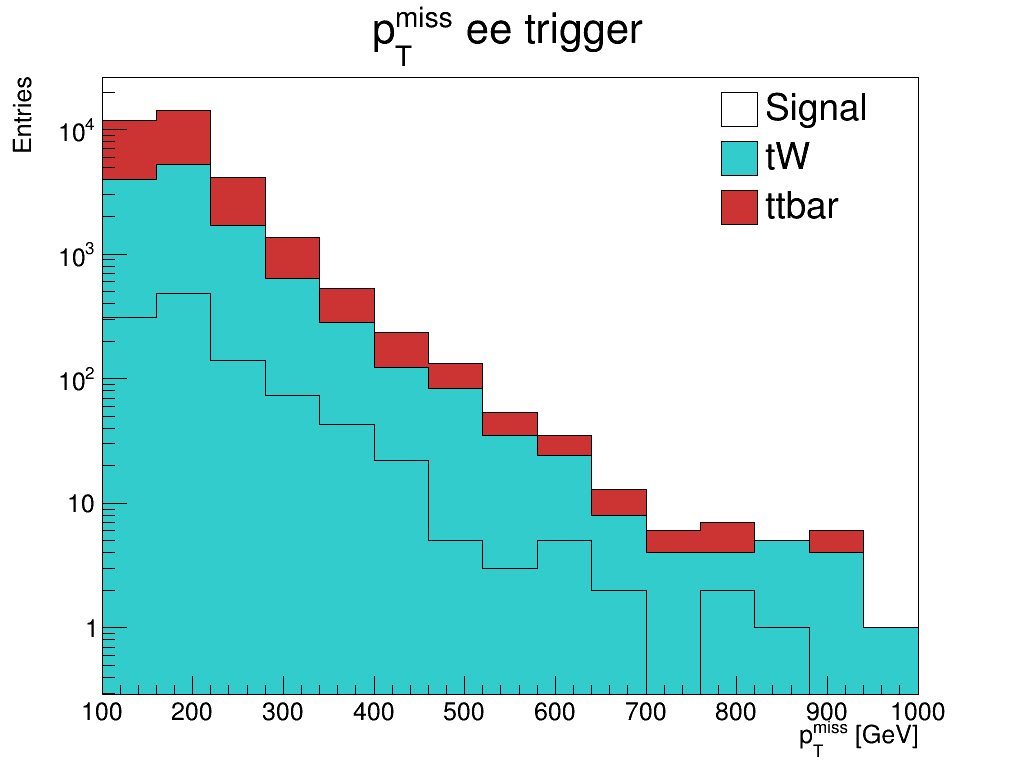 p_T^miss ee trigger
Entries
Signal
tW
ttbar
10^4
10^3
10^2
10
1
100 200 300 400 500 600 700 800 900 1000
p_T^miss [GeV]